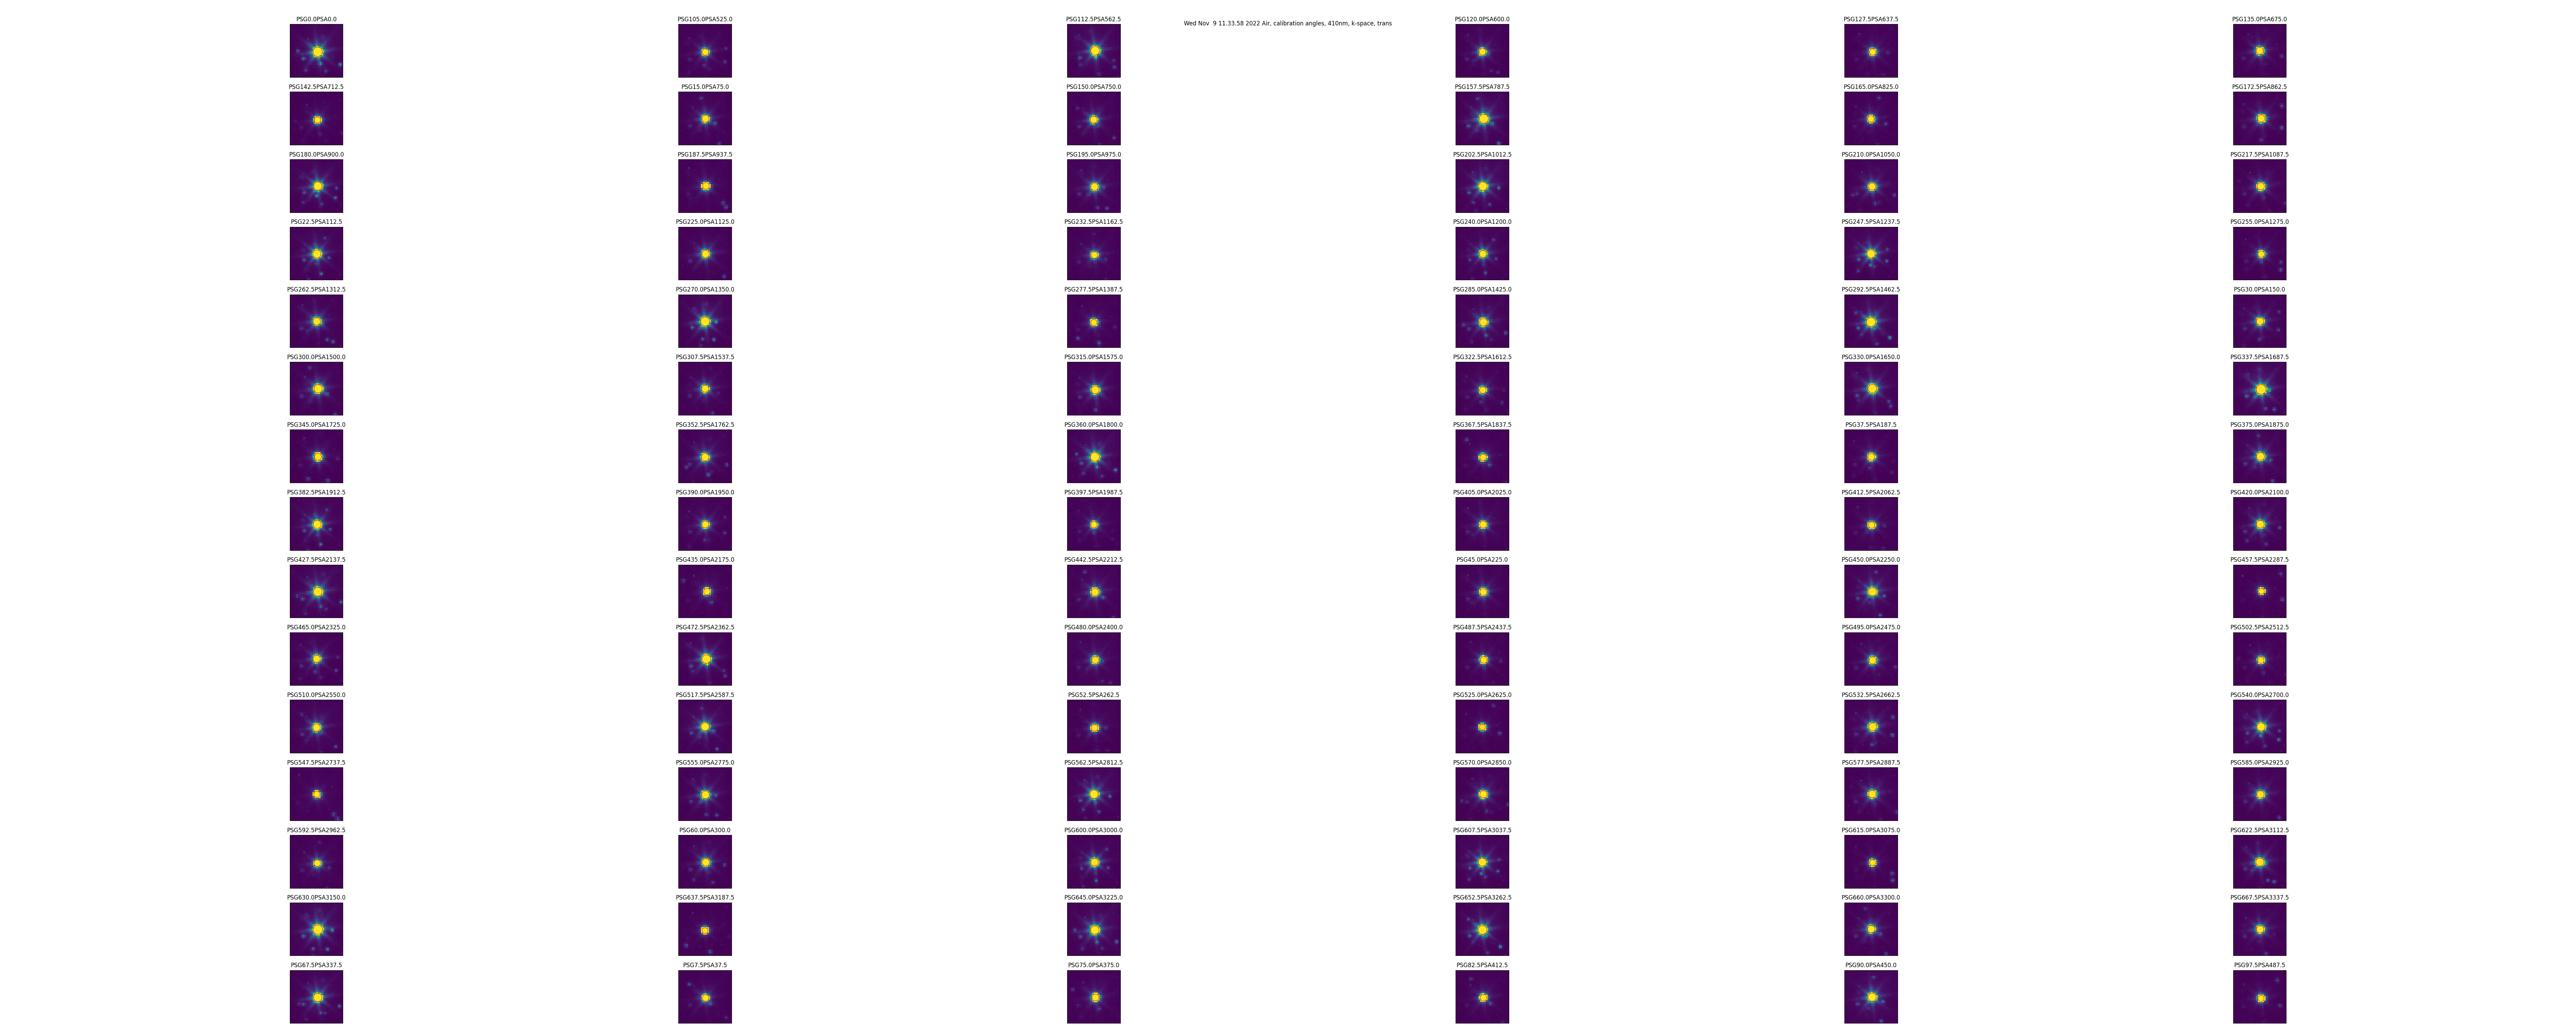 Wed Nov  9 11.33.58 2022 Air, calibration angles, 410nm, k-space, trans
PSG0.0PSA0.0 PSG105.0PSA525.0 PSG112.5PSA562.5 PSG120.0PSA600.0 PSG127.5PSA637.5 PSG135.0PSA675.0
PSG142.5PSA712.5 PSG15.0PSA75.0 PSG150.0PSA750.0 PSG157.5PSA787.5 PSG165.0PSA825.0 PSG172.5PSA862.5
PSG180.0PSA900.0 PSG187.5PSA937.5 PSG195.0PSA975.0 PSG202.5PSA1012.5 PSG210.0PSA1050.0 PSG217.5PSA1087.5
PSG22.5PSA112.5 PSG225.0PSA1125.0 PSG232.5PSA1162.5 PSG240.0PSA1200.0 PSG247.5PSA1237.5 PSG255.0PSA1275.0
PSG262.5PSA1312.5 PSG270.0PSA1350.0 PSG277.5PSA1387.5 PSG285.0PSA1425.0 PSG292.5PSA1462.5 PSG30.0PSA150.0
PSG300.0PSA1500.0 PSG307.5PSA1537.5 PSG315.0PSA1575.0 PSG322.5PSA1612.5 PSG330.0PSA1650.0 PSG337.5PSA1687.5
PSG345.0PSA1725.0 PSG352.5PSA1762.5 PSG360.0PSA1800.0 PSG367.5PSA1837.5 PSG37.5PSA187.5 PSG375.0PSA1875.0
PSG382.5PSA1912.5 PSG390.0PSA1950.0 PSG397.5PSA1987.5 PSG405.0PSA2025.0 PSG412.5PSA2062.5 PSG420.0PSA2100.0
PSG427.5PSA2137.5 PSG435.0PSA2175.0 PSG442.5PSA2212.5 PSG45.0PSA225.0 PSG450.0PSA2250.0 PSG457.5PSA2287.5
PSG465.0PSA2325.0 PSG472.5PSA2362.5 PSG480.0PSA2400.0 PSG487.5PSA2437.5 PSG495.0PSA2475.0 PSG502.5PSA2512.5
PSG510.0PSA2550.0 PSG517.5PSA2587.5 PSG52.5PSA262.5 PSG525.0PSA2625.0 PSG532.5PSA2662.5 PSG540.0PSA2700.0
PSG547.5PSA2737.5 PSG555.0PSA2775.0 PSG562.5PSA2812.5 PSG570.0PSA2850.0 PSG577.5PSA2887.5 PSG585.0PSA2925.0
PSG592.5PSA2962.5 PSG60.0PSA300.0 PSG600.0PSA3000.0 PSG607.5PSA3037.5 PSG615.0PSA3075.0 PSG622.5PSA3112.5
PSG630.0PSA3150.0 PSG637.5PSA3187.5 PSG645.0PSA3225.0 PSG652.5PSA3262.5 PSG660.0PSA3300.0 PSG667.5PSA3337.5
PSG67.5PSA337.5 PSG7.5PSA37.5 PSG75.0PSA375.0 PSG82.5PSA412.5 PSG90.0PSA450.0 PSG97.5PSA487.5